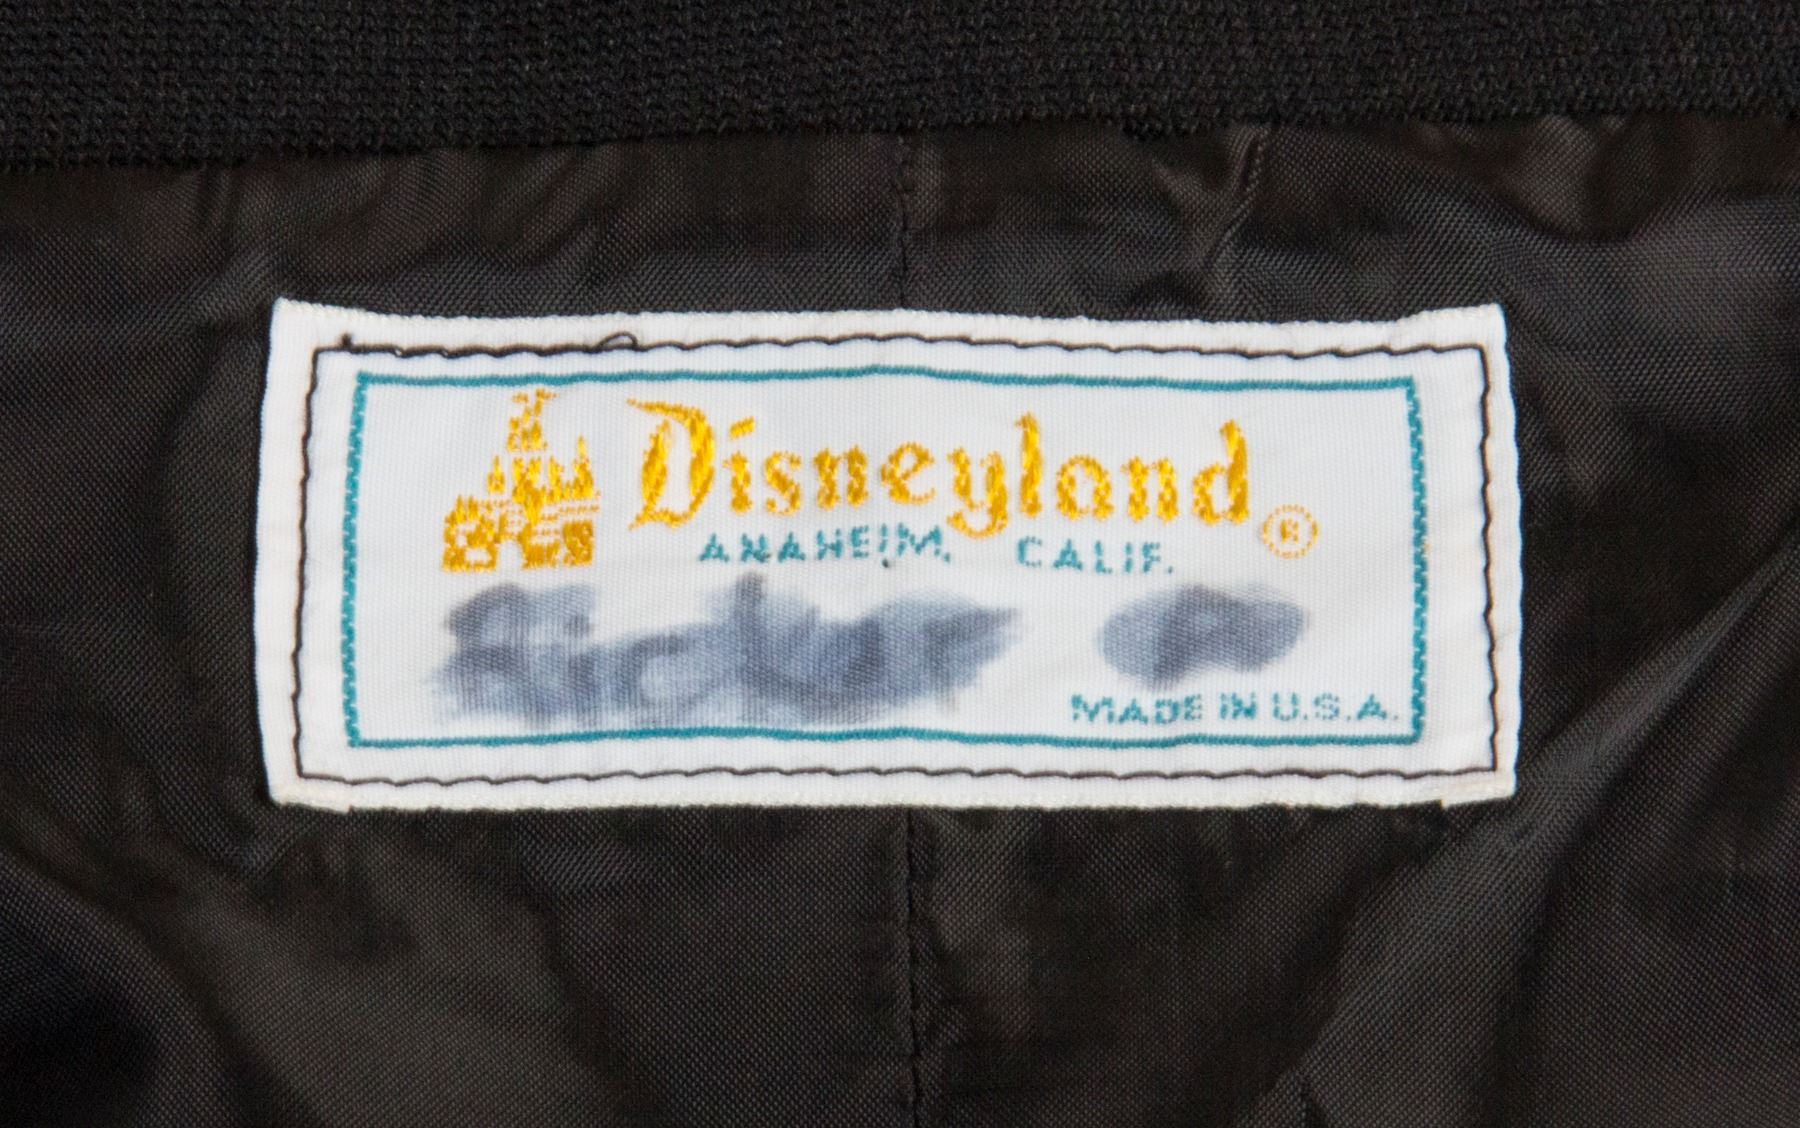 Disneyland ®
ANAHEIM, CALIF.
MADE IN U.S.A.